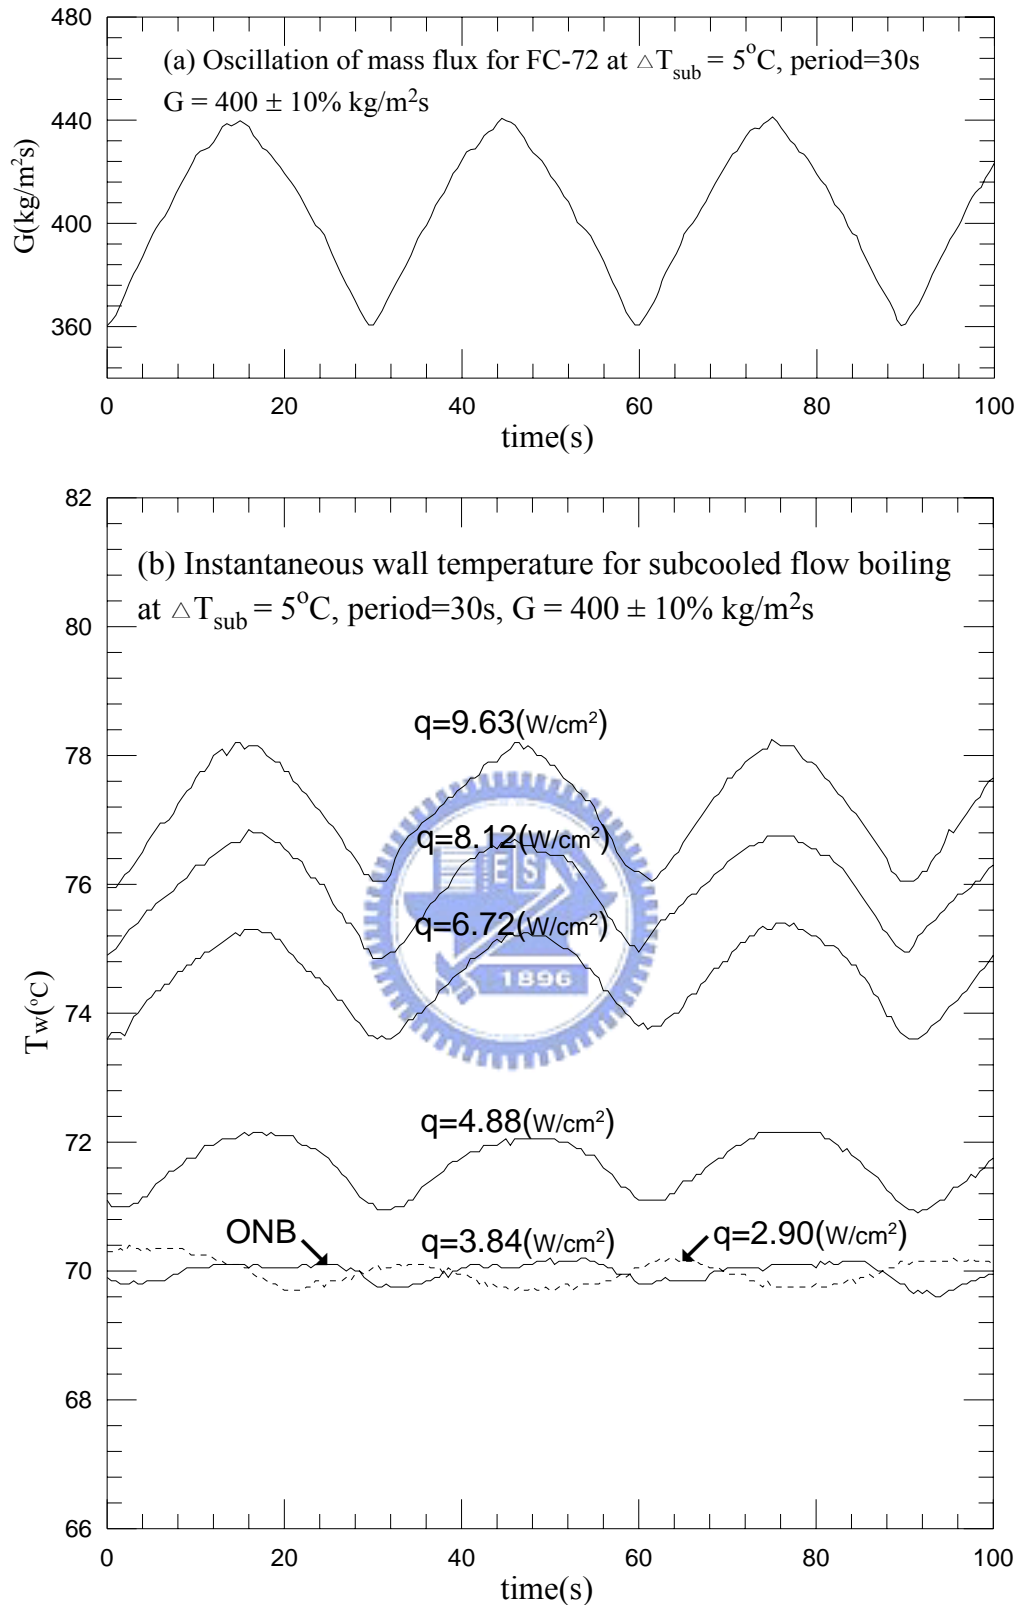 480
440
400
360
G(kg/m²s)
(a) Oscillation of mass flux for FC-72 at △T_sub = 5°C, period=30s
G = 400 ± 10% kg/m²s
0 20 40 60 80 100
time(s)
82
80
78
76
74
72
70
68
66
Tw(°C)
(b) Instantaneous wall temperature for subcooled flow boiling
at △T_sub = 5°C, period=30s, G = 400 ± 10% kg/m²s
q=9.63(W/cm²)
q=8.12(W/cm²)
E S
q=6.72(W/cm²)
1896
q=4.88(W/cm²)
ONB
q=3.84(W/cm²)
q=2.90(W/cm²)
0 20 40 60 80 100
time(s)